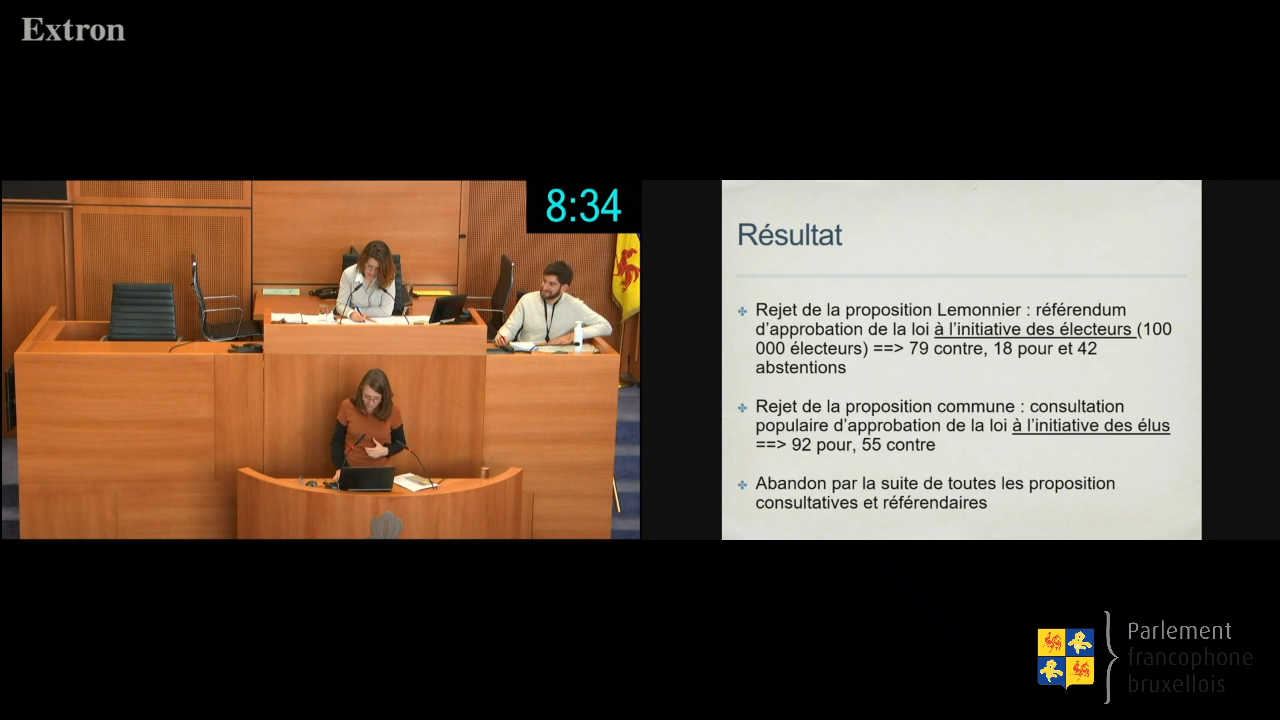 Extron
8:34
Résultat
Rejet de la proposition Lemonnier : référendum
d'approbation de la loi à l'initiative des électeurs (100
000 électeurs) ==> 79 contre, 18 pour et 42
abstentions
Rejet de la proposition commune : consultation
populaire d'approbation de la loi à l'initiative des élus
==> 92 pour, 55 contre
Abandon par la suite de toutes les proposition
consultatives et référendaires
Parlement
francophone
bruxellois